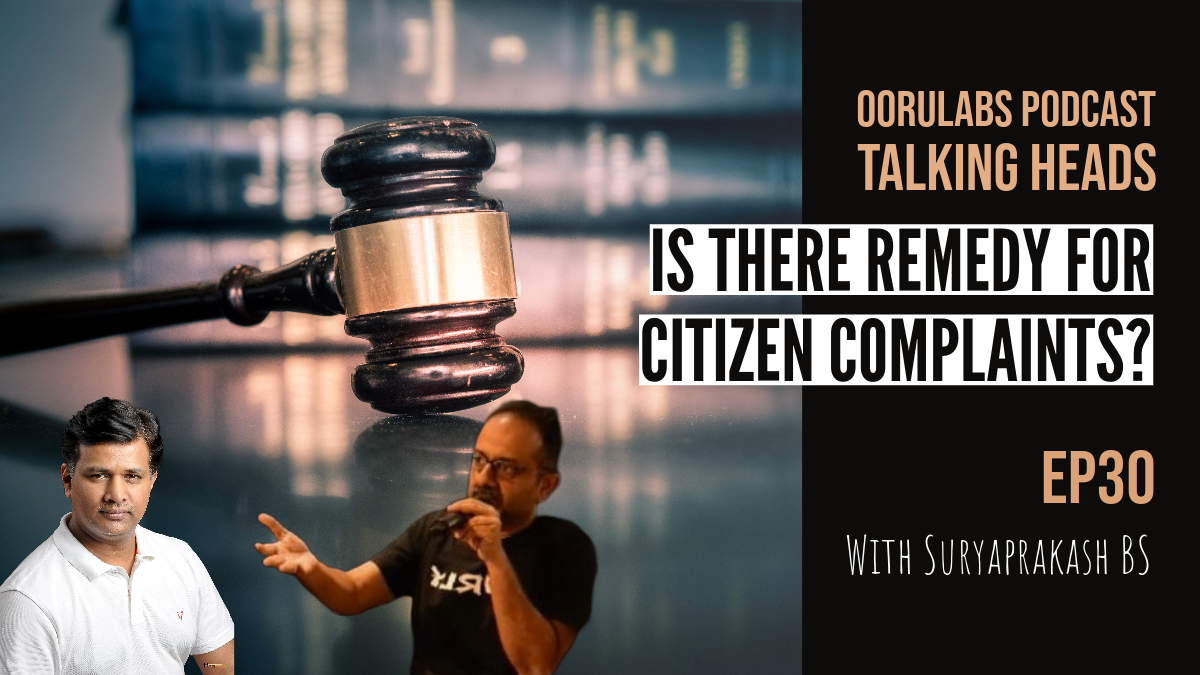 OORULABS PODCAST
TALKING HEADS
IS THERE REMEDY FOR
CITIZEN COMPLAINTS?
EP30
WITH SURYAPRAKASH BS